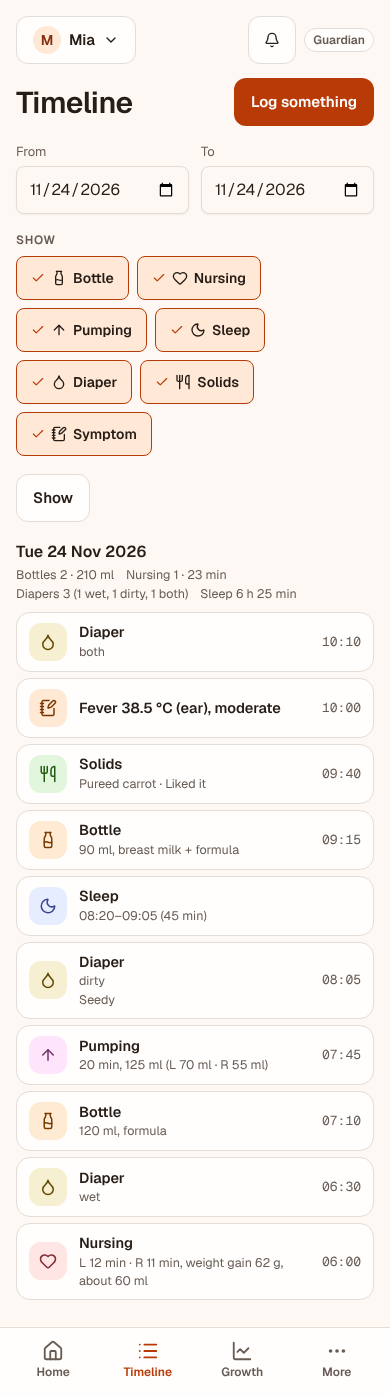 M Mia
Guardian
Timeline
Log something
From
To
11/24/2026
11/24/2026
SHOW
Bottle
Nursing
Pumping
Sleep
Diaper
Solids
Symptom
Show
Tue 24 Nov 2026
Bottles 2 · 210 ml Nursing 1 · 23 min
Diapers 3 (1 wet, 1 dirty, 1 both) Sleep 6 h 25 min
Diaper
both
10:10
Fever 38.5 °C (ear), moderate
10:00
Solids
Pureed carrot · Liked it
09:40
Bottle
90 ml, breast milk + formula
09:15
Sleep
08:20–09:05 (45 min)
Diaper
dirty
Seedy
08:05
Pumping
20 min, 125 ml (L 70 ml · R 55 ml)
07:45
Bottle
120 ml, formula
07:10
Diaper
wet
06:30
Nursing
L 12 min · R 11 min, weight gain 62 g,
about 60 ml
06:00
Home
Timeline
Growth
More